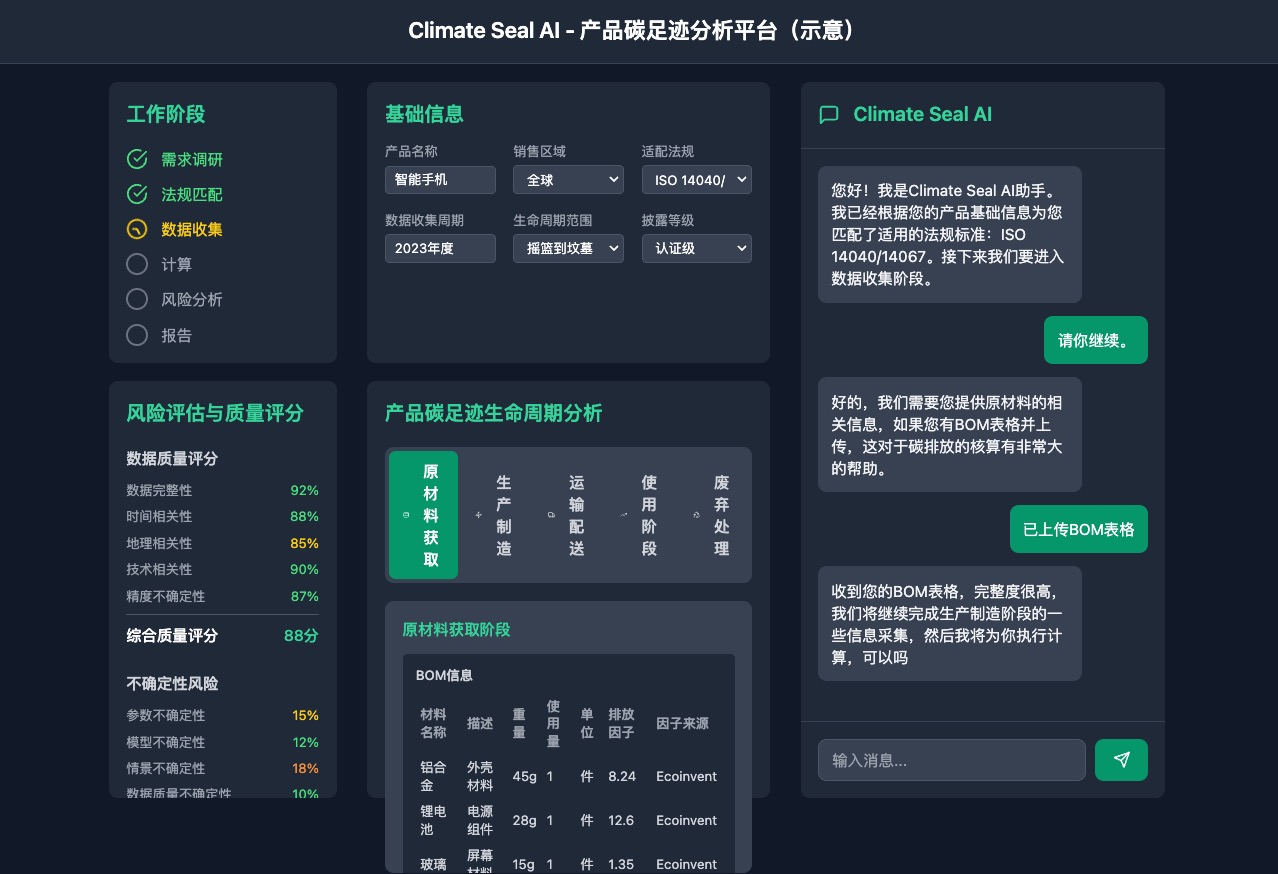 Climate Seal AI - 产品碳足迹分析平台（示意）
工作阶段
需求调研
法规匹配
数据收集
计算
风险分析
报告
基础信息
产品名称
销售区域
适配法规
智能手机
全球
ISO 14040/
数据收集周期
生命周期范围
披露等级
2023年度
摇篮到坟墓
认证级
风险评估与质量评分
数据质量评分
数据完整性 92%
时间相关性 88%
地理相关性 85%
技术相关性 90%
精度不确定性 87%
综合质量评分 88分
不确定性风险
参数不确定性 15%
模型不确定性 12%
情景不确定性 18%
数据质量不确定性 10%
产品碳足迹生命周期分析
原材料获取
生产制造
运输配送
使用阶段
废弃处理
原材料获取阶段
BOM信息
材料名称 描述 重量 使用量 单位 排放因子 因子来源
铝合金 外壳材料 45g 1 件 8.24 Ecoinvent
锂电池 电源组件 28g 1 件 12.6 Ecoinvent
玻璃 屏幕材料 15g 1 件 1.35 Ecoinvent
Climate Seal AI
您好！我是Climate Seal AI助手。
我已经根据您的产品基础信息为您
匹配了适用的法规标准：ISO
14040/14067。接下来我们要进入
数据收集阶段。
请你继续。
好的，我们需要您提供原材料的相
关信息，如果您有BOM表格并上
传，这对于碳排放的核算有非常大
的帮助。
已上传BOM表格
收到您的BOM表格，完整度很高，
我们将继续完成生产制造阶段的一
些信息采集，然后我将为你执行计
算，可以吗
输入消息...